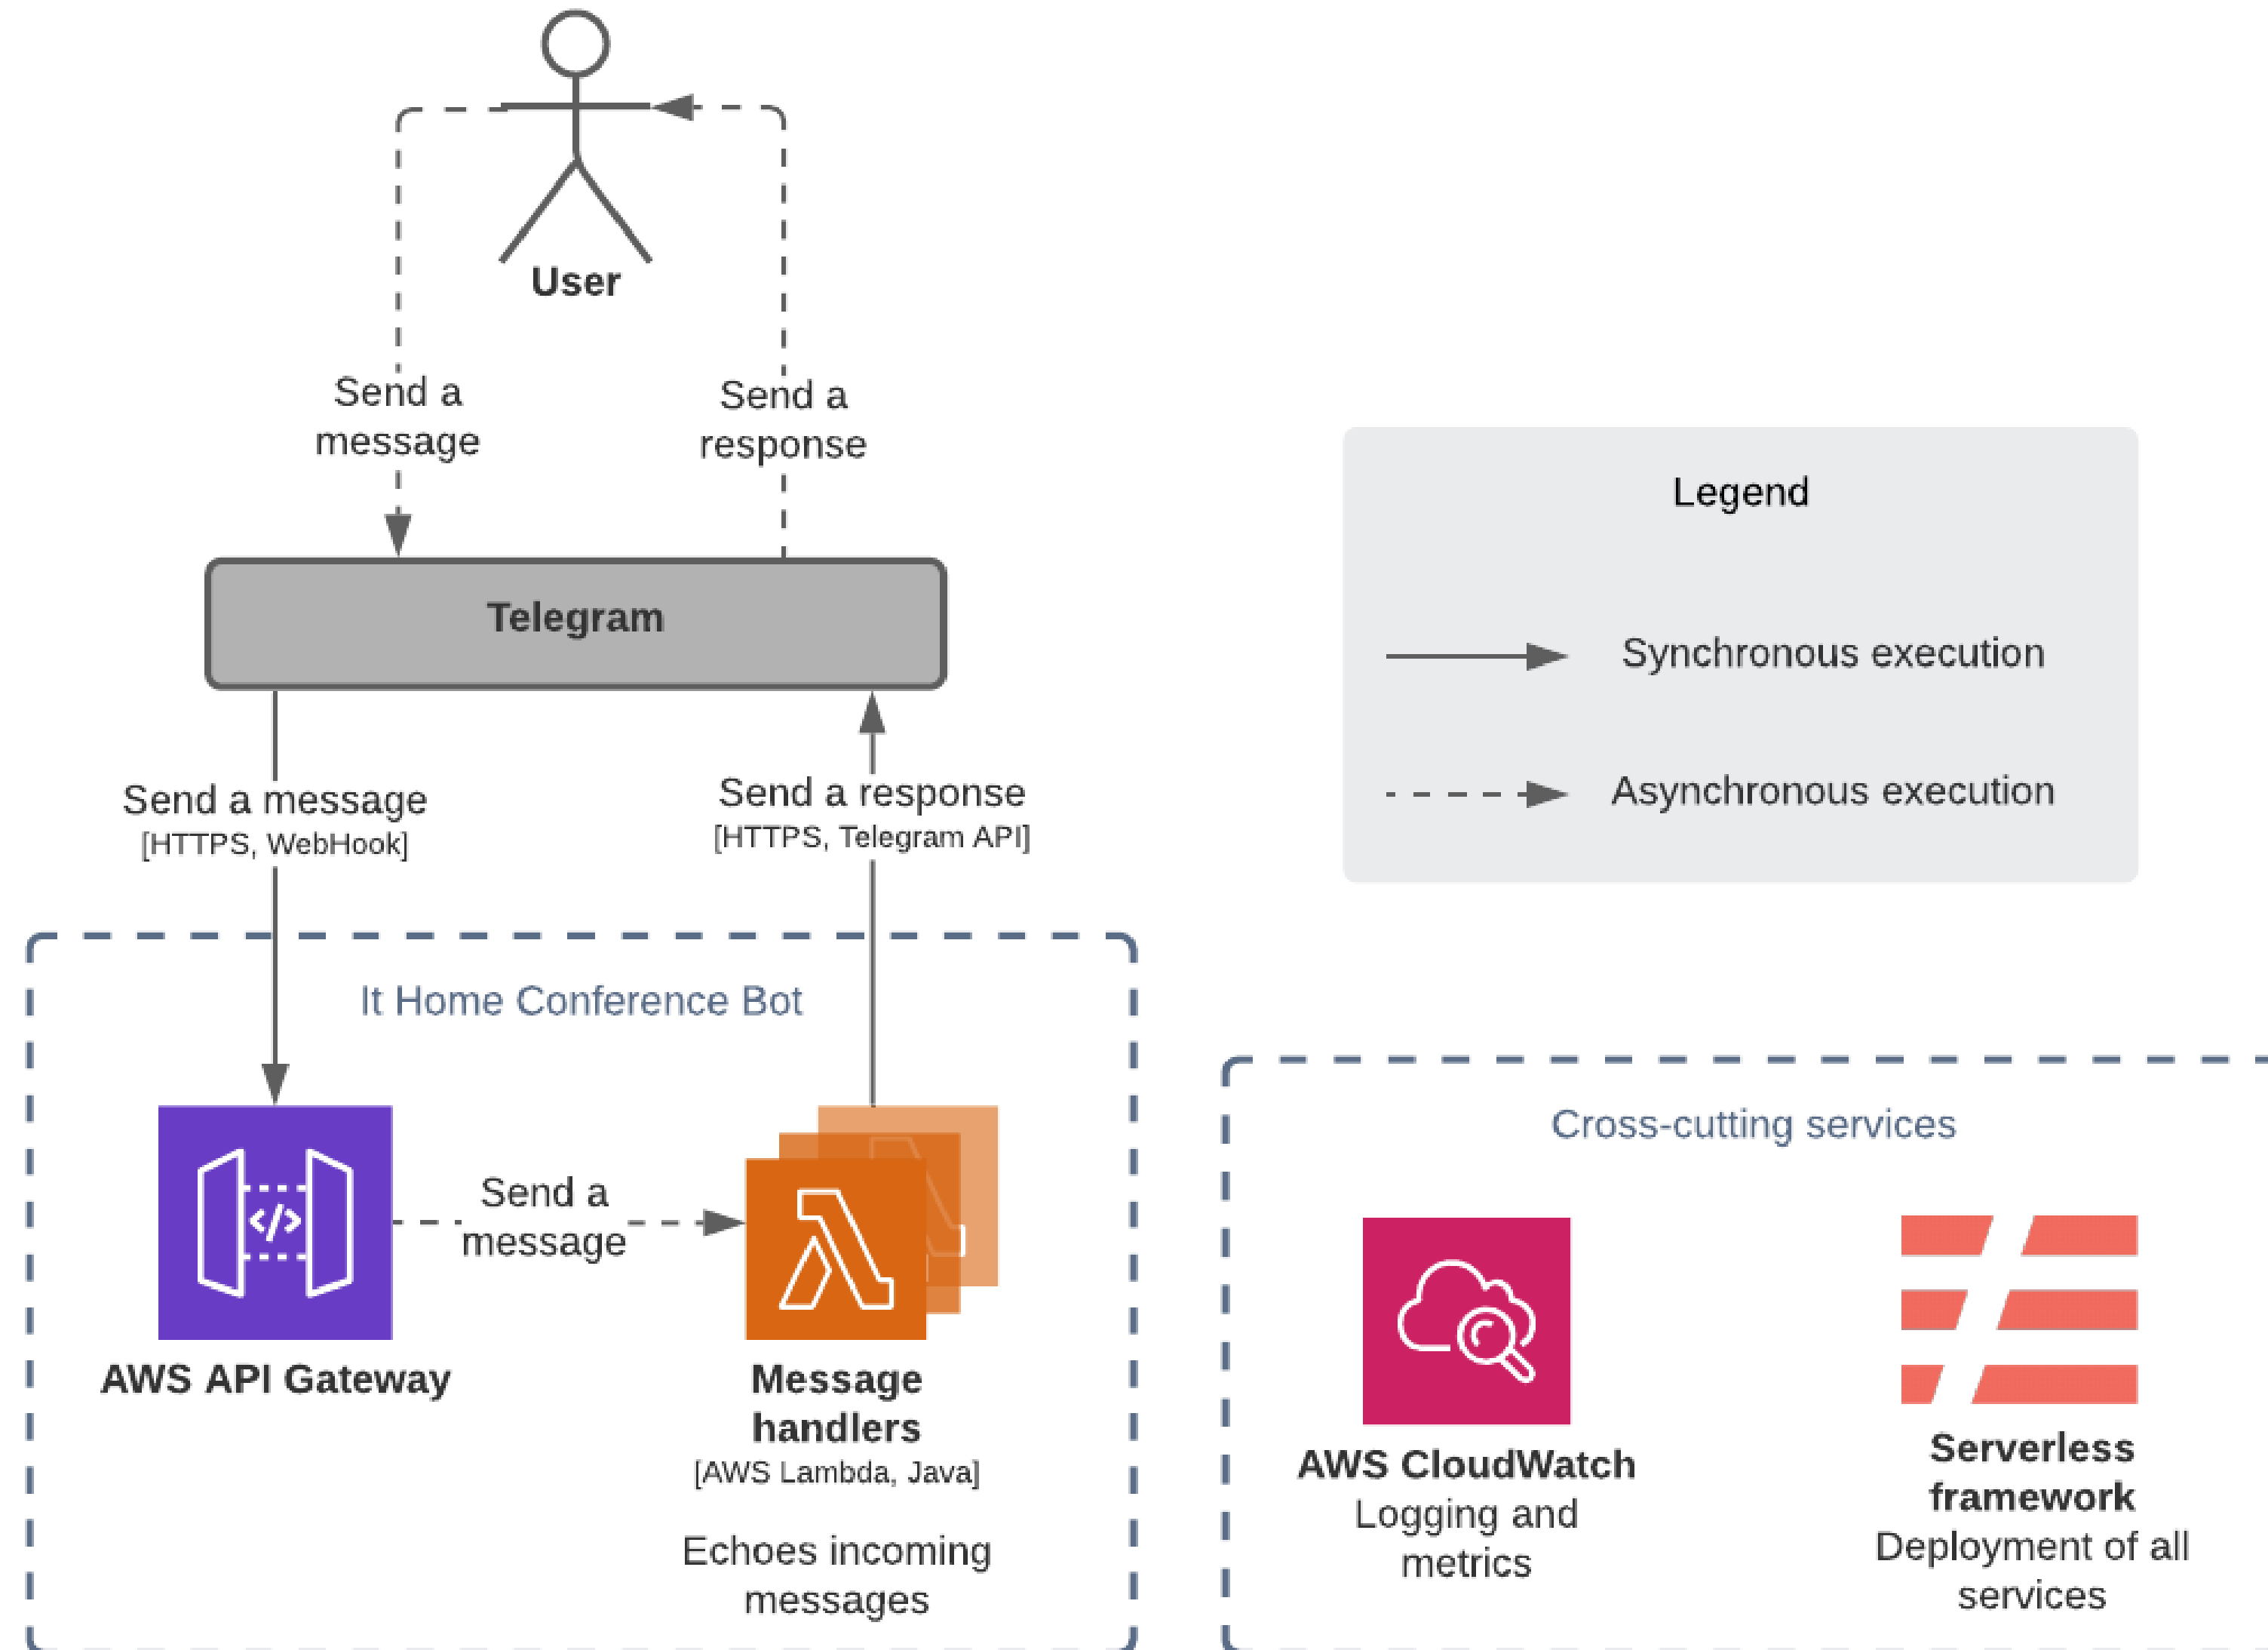 User
Send a
message
Send a
response
Telegram
Legend
Synchronous execution
Asynchronous execution
Send a message
[HTTPS, WebHook]
Send a response
[HTTPS, Telegram API]
It Home Conference Bot
</>
Send a
message
AWS API Gateway
Message
handlers
[AWS Lambda, Java]
Echoes incoming
messages
Cross-cutting services
AWS CloudWatch
Logging and
metrics
Serverless
framework
Deployment of all
services